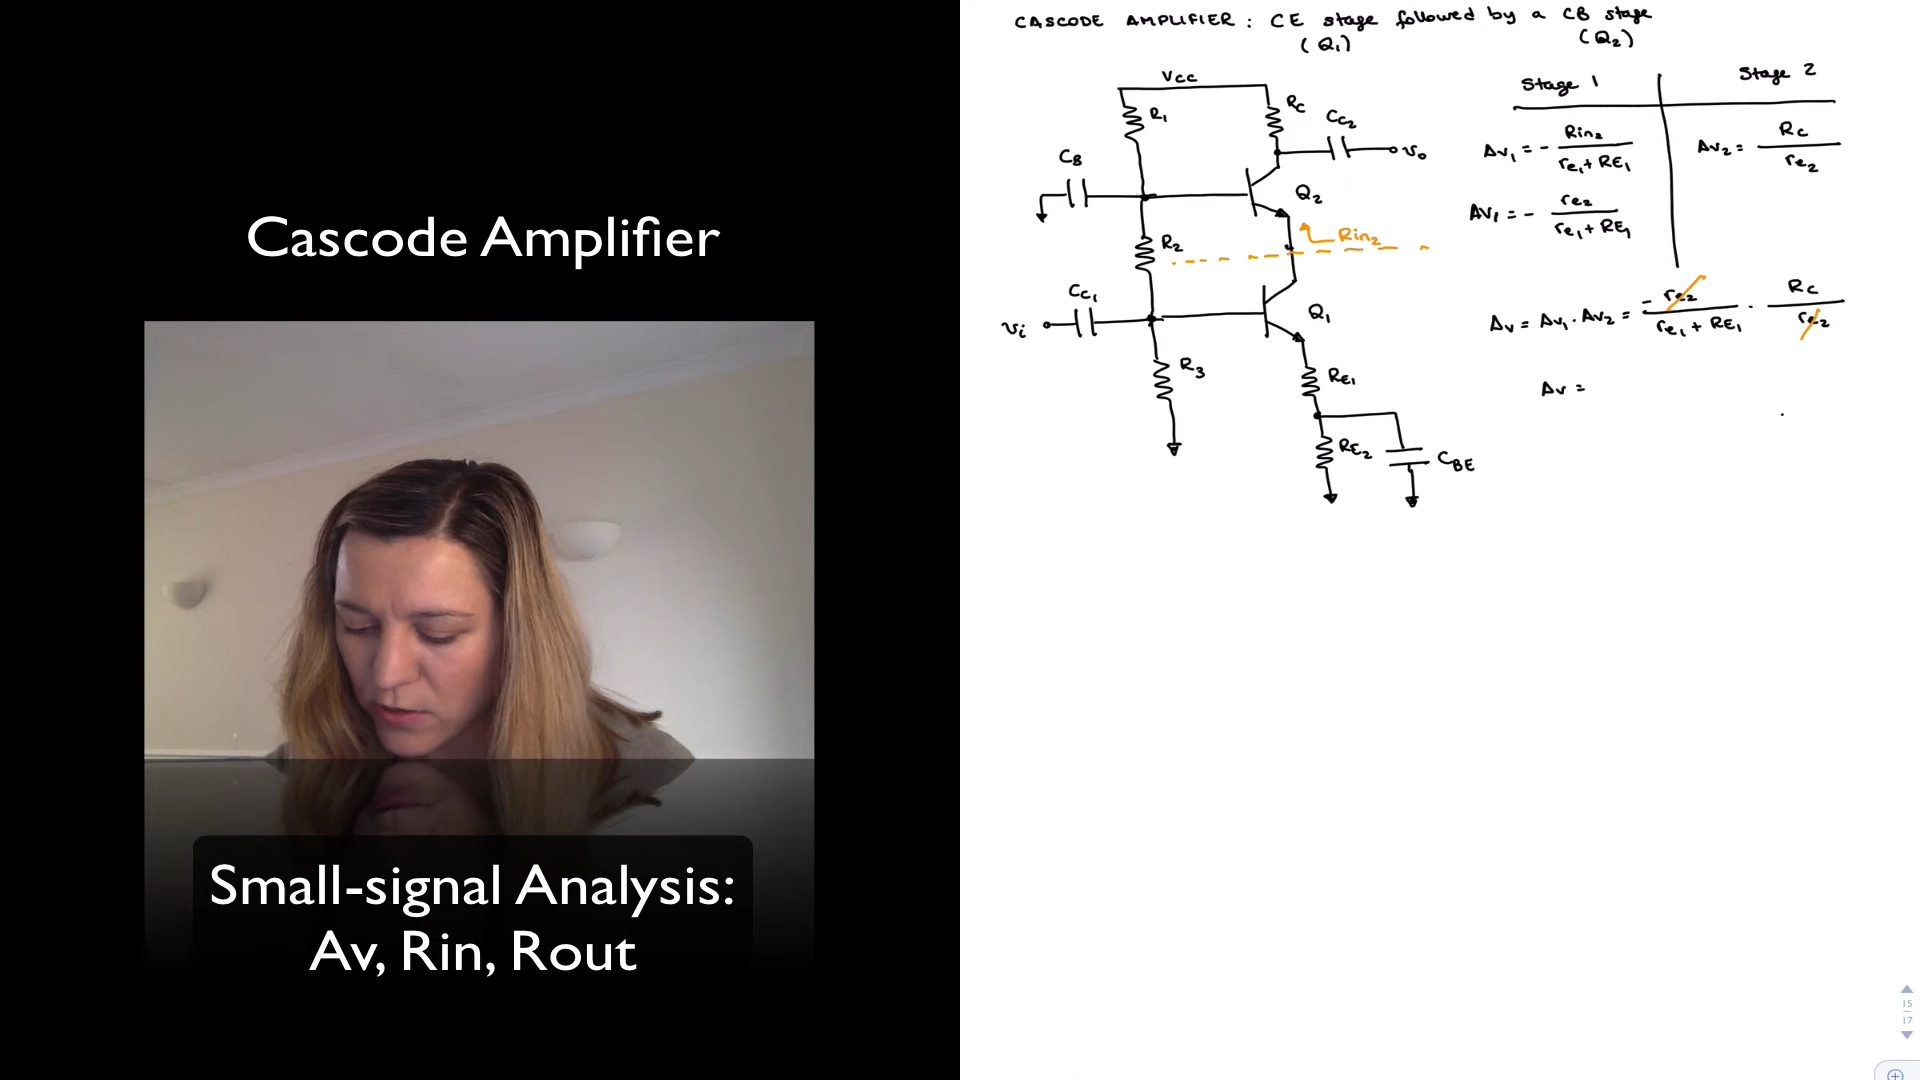 Cascode Amplifier
Small-signal Analysis:
Av, Rin, Rout
CASCODE AMPLIFIER : CE stage followed by a CB stage
(Q1) (Q2)
Vcc
R1
Rc
Cc2
vo
CB
Q2
Rin2
R2
Cc1
vi
Q1
R3
RE1
RE2
CBE
Stage 1 Stage 2
Av1 = - Rin2 / re1 + RE1
Av2 = Rc / re2
Av1 = - re2 / re1 + RE1
Av = Av1 . Av2 = - re2 / re1 + RE1 . Rc / re2
Av =
15
17